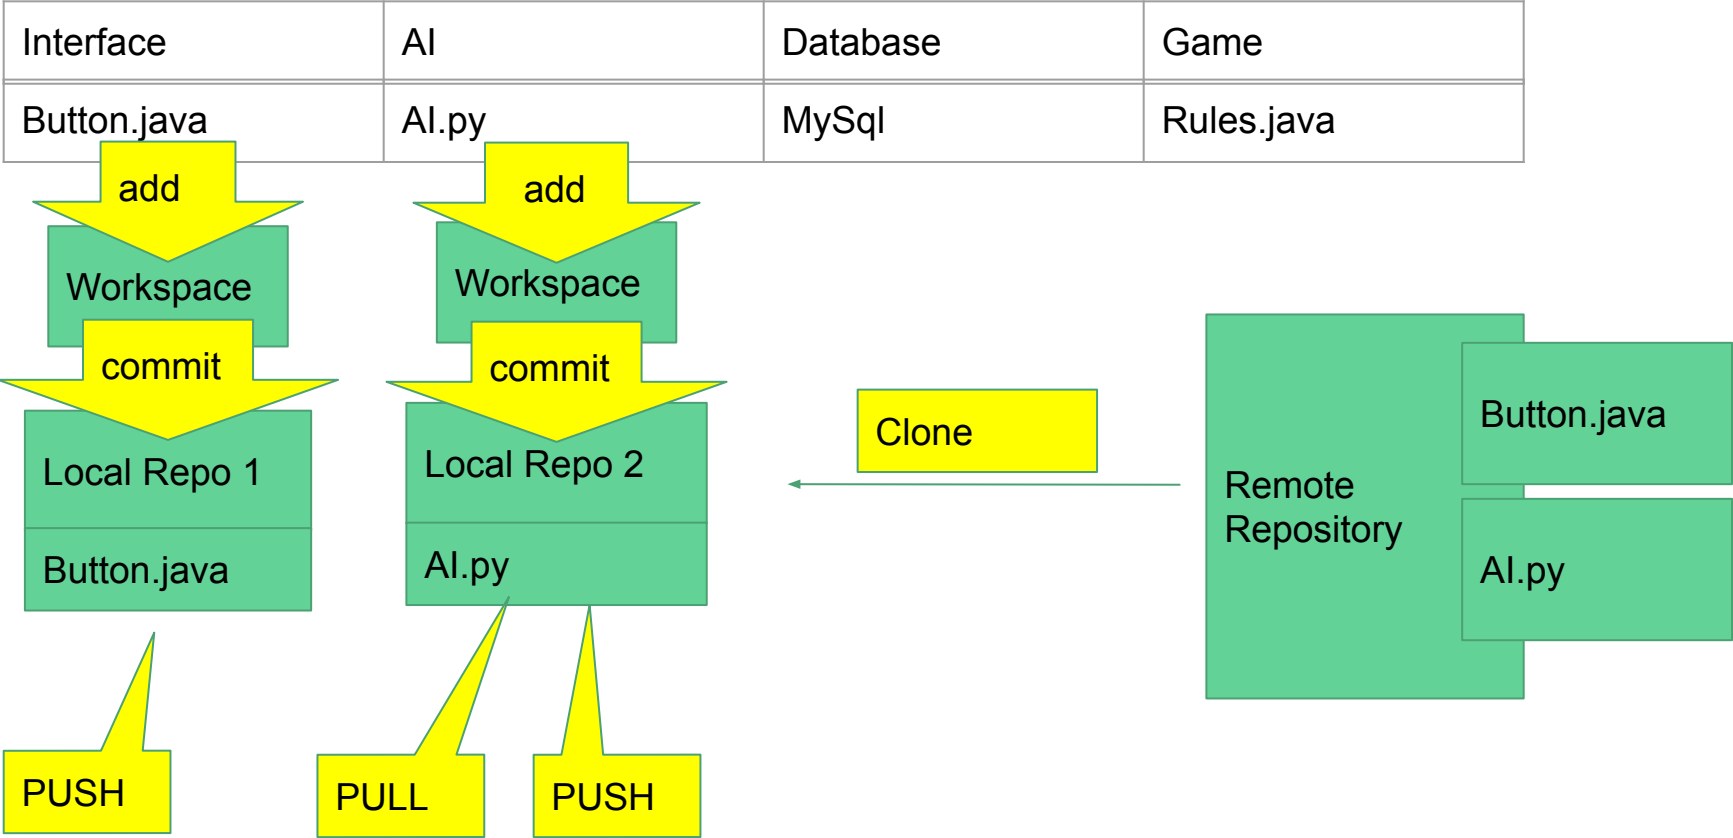 Interface
AI
Database
Game
Button.java
AI.py
MySql
Rules.java
add
add
Workspace
Workspace
commit
commit
Local Repo 1
Local Repo 2
Button.java
AI.py
Clone
Remote
Repository
Button.java
AI.py
PUSH
PULL
PUSH